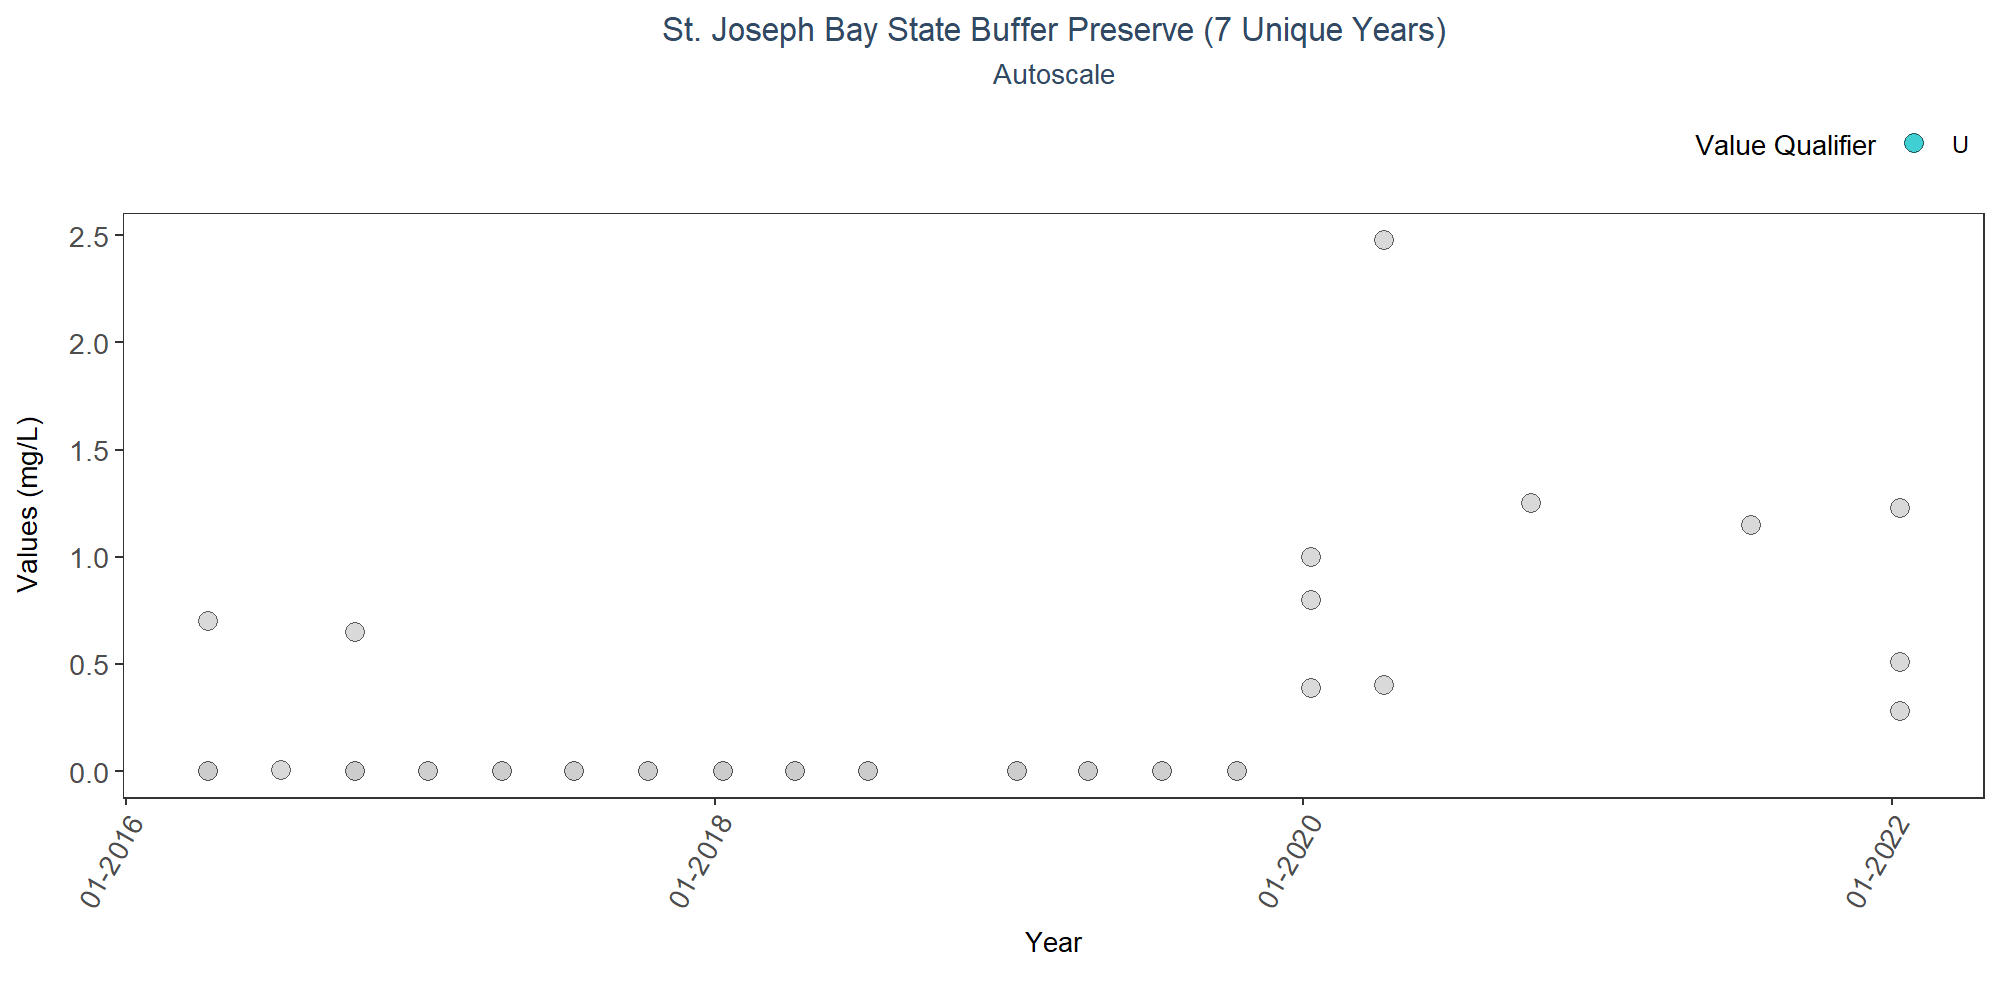 St. Joseph Bay State Buffer Preserve (7 Unique Years)
Autoscale
Value Qualifier U
Values (mg/L)
2.5
2.0
1.5
1.0
0.5
0.0
01-2016 01-2018 01-2020 01-2022
Year